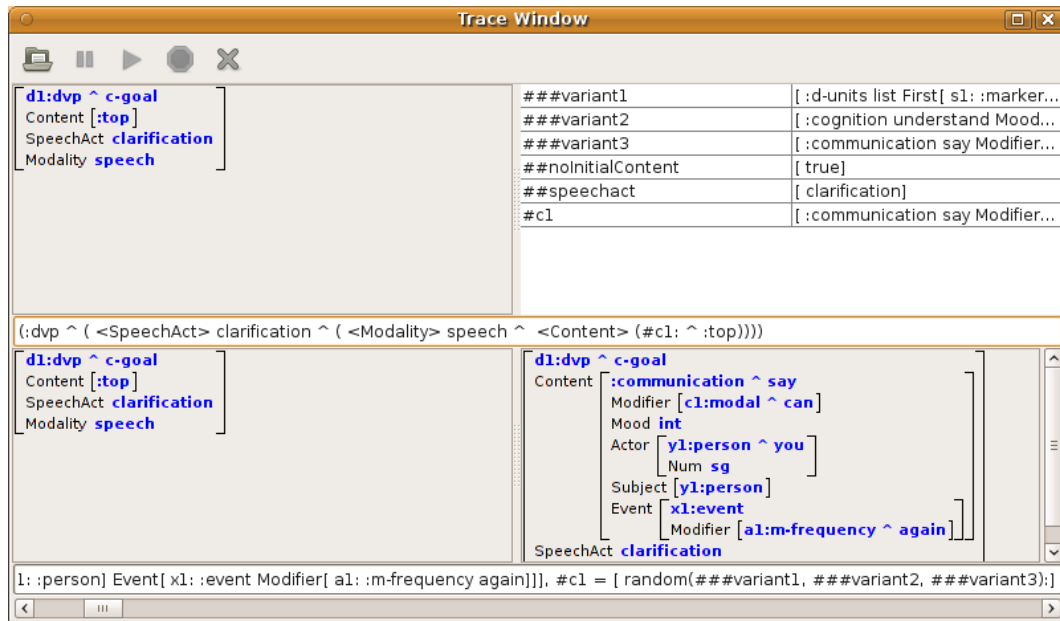 Trace Window
d1:dvp ^ c-goal
Content [:top]
SpeechAct clarification
Modality speech
###variant1 [ :d-units list First[ s1: :marker...
###variant2 [ :cognition understand Mood...
###variant3 [ :communication say Modifier...
##noInitialContent [ true]
##speechact [ clarification]
#c1 [ :communication say Modifier...
(:dvp ^ ( <SpeechAct> clarification ^ ( <Modality> speech ^ <Content> (#c1: ^ :top))))
d1:dvp ^ c-goal
Content [:top]
SpeechAct clarification
Modality speech
d1:dvp ^ c-goal
Content [:communication ^ say
Modifier [c1:modal ^ can]
Mood int
Actor [y1:person ^ you
Num sg]
Subject [y1:person]
Event [x1:event
Modifier [a1:m-frequency ^ again]]]
SpeechAct clarification
1: :person] Event[ x1: :event Modifier[ a1: :m-frequency again]]], #c1 = [ random(###variant1, ###variant2, ###variant3):]